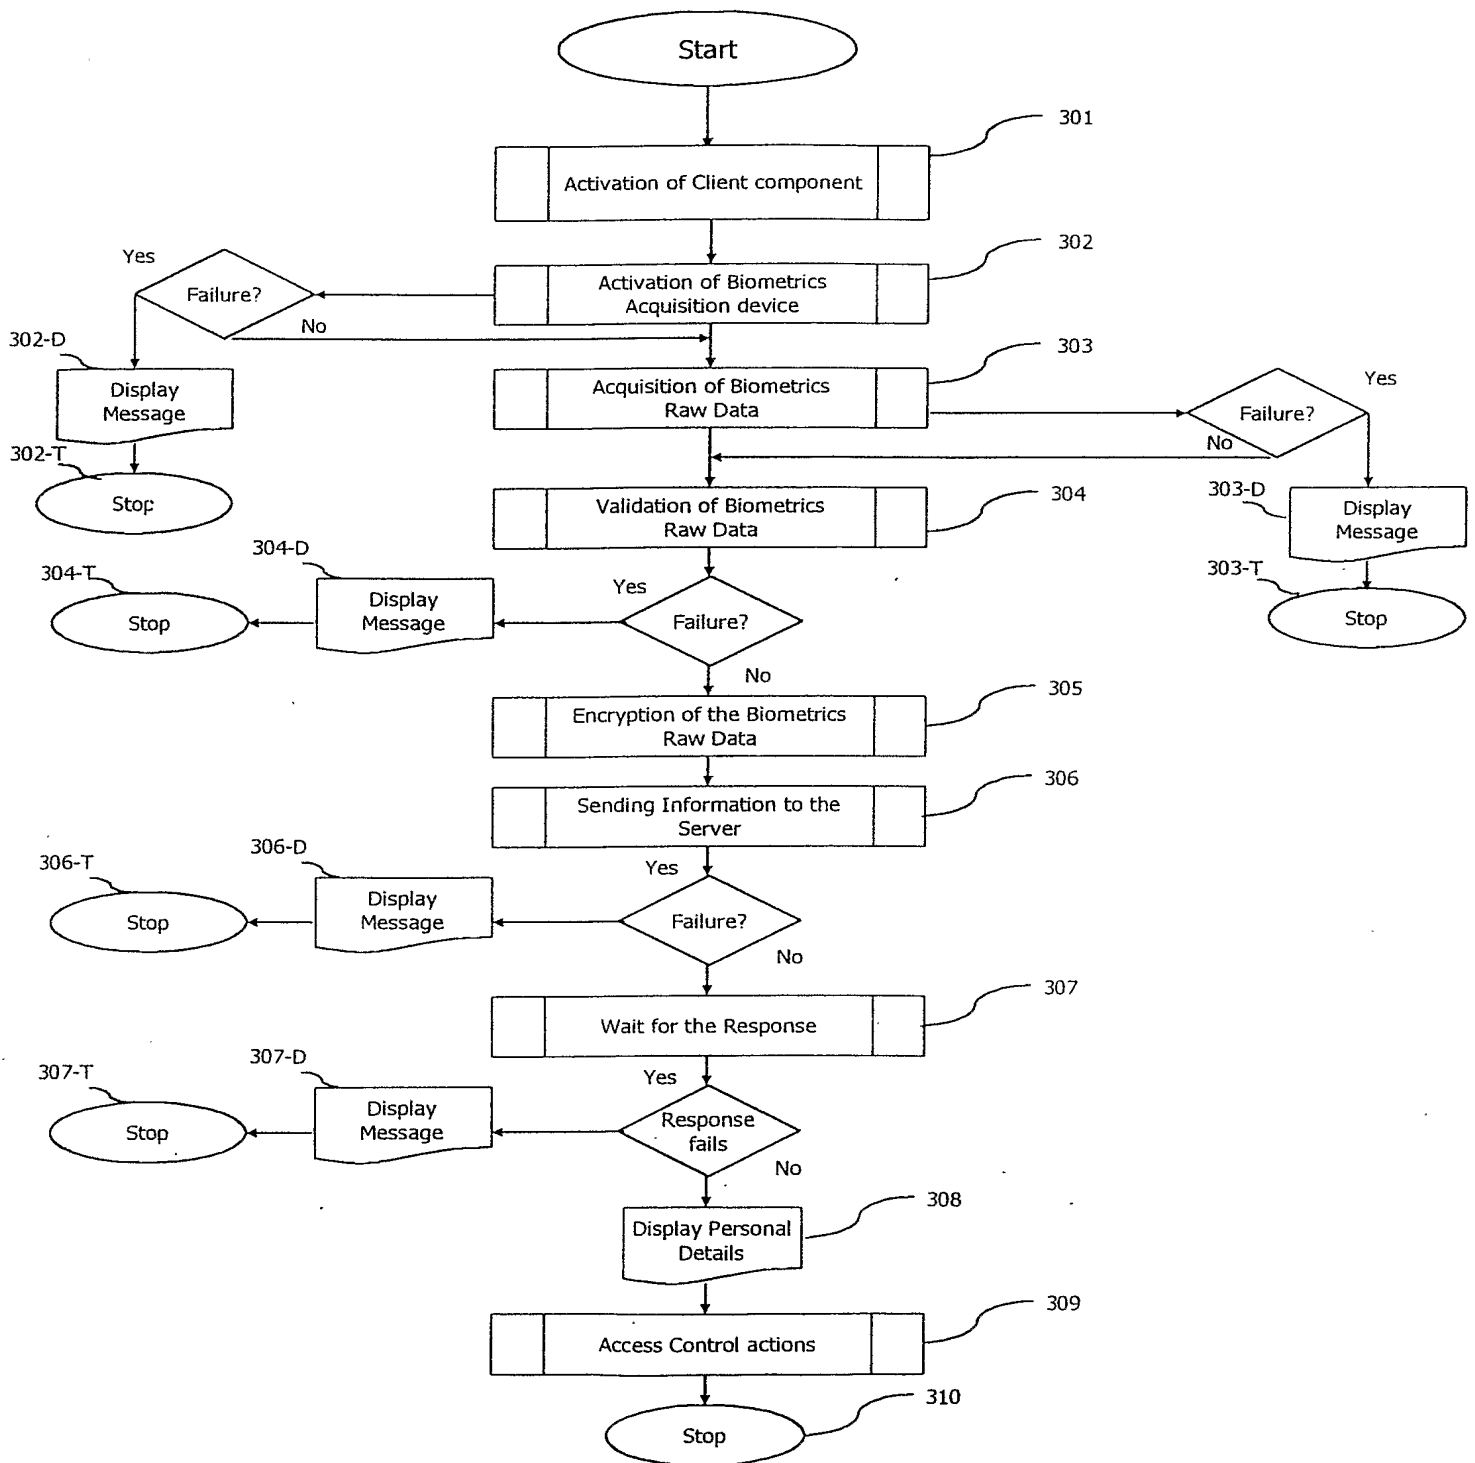 Start
301
Activation of Client component
302
Yes
Failure?
Activation of Biometrics
Acquisition device
No
302-D
303
Display
Message
Acquisition of Biometrics
Raw Data
Yes
Failure?
No
302-T
Stop
304
Validation of Biometrics
Raw Data
303-D
Display
Message
304-D
304-T
303-T
Yes
Display
Message
Stop
Failure?
Stop
No
305
Encryption of the Biometrics
Raw Data
306
Sending Information to the
Server
306-D
306-T
Yes
Display
Message
Stop
Failure?
No
307
Wait for the Response
307-D
307-T
Yes
Display
Message
Stop
Response
fails
No
308
Display Personal
Details
309
Access Control actions
310
Stop